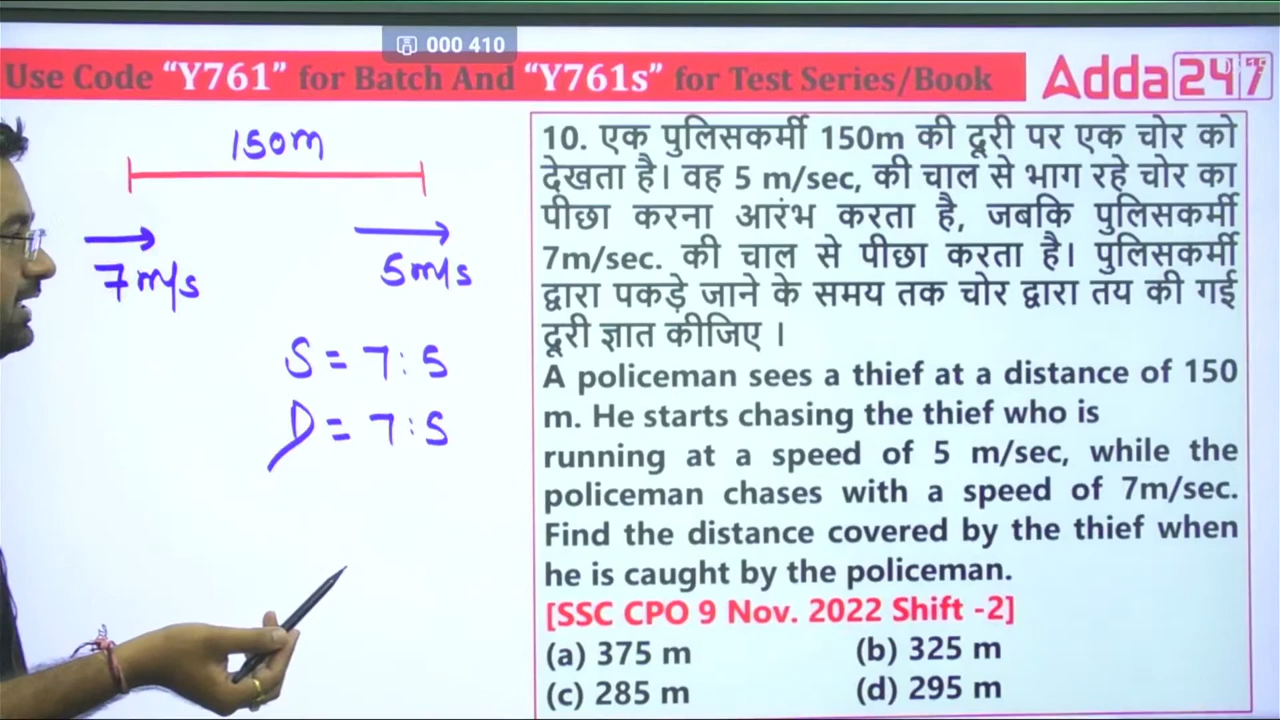 000 410
Use Code “Y761” for Batch And “Y761s” for Test Series/Book
Adda247
150m
7m/s
5m/s
S = 7:5
D = 7:5
10. एक पुलिसकर्मी 150m की दूरी पर एक चोर को
देखता है। वह 5 m/sec, की चाल से भाग रहे चोर का
पीछा करना आरंभ करता है, जबकि पुलिसकर्मी
7m/sec. की चाल से पीछा करता है। पुलिसकर्मी
द्वारा पकड़े जाने के समय तक चोर द्वारा तय की गई
दूरी ज्ञात कीजिए ।
A policeman sees a thief at a distance of 150
m. He starts chasing the thief who is
running at a speed of 5 m/sec, while the
policeman chases with a speed of 7m/sec.
Find the distance covered by the thief when
he is caught by the policeman.
[SSC CPO 9 Nov. 2022 Shift -2]
(a) 375 m (b) 325 m
(c) 285 m (d) 295 m